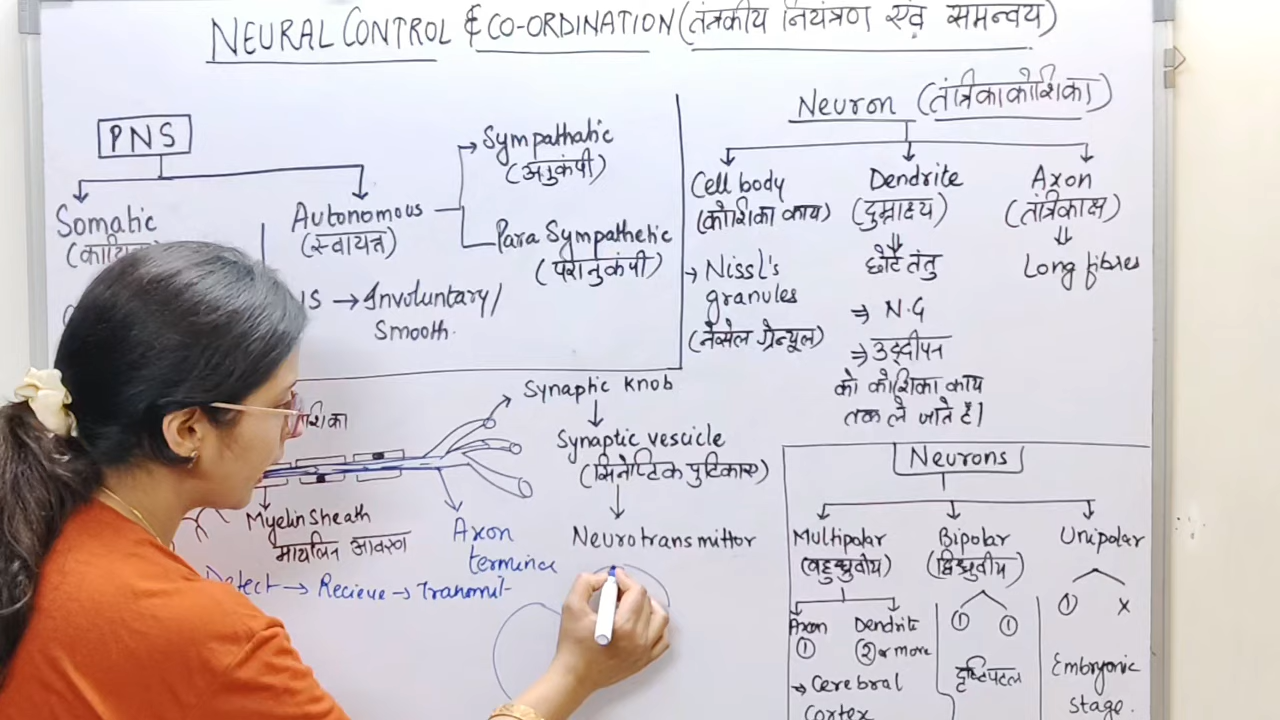 NEURAL CONTROL & CO-ORDINATION (तंत्रकीय नियंत्रण एवं समन्वय)
PNS
Somatic
Autonomous
(स्वायत्त)
Sympathatic
(अनुकंपी)
Para Sympathetic
(परानुकंपी)
→ Involuntary/
Smooth.
Synaptic knob
Synaptic vescicle
(सिनेप्टिक पुटिकाए)
Neurotransmittor
Myelin Sheath
मायलिन आवरण
Axon
Detect → Recieve → Transmit
Neuron (तंत्रिकाकोशिका)
Cell body
(कोशिका काय)
→ Nissl's
granules
(नेसेल ग्रेन्यूल)
Dendrite
(द्रुमाक्ष्य)
छोटे तंतु
⇒ N.G
⇒ उद्दीपन
को कोशिका काय
तक ले जाते है।
Axon
(तंत्रिकाक्ष)
Long fibres
Neurons
Multipolar
(बहुध्रुवीय)
Axon
①
Dendrite
② or more
→ Cerebral
Cortex
Bipolar
(द्विध्रुवीय)
① ①
दृष्टिपटल
Unipolar
① x
Embryonic
stage.